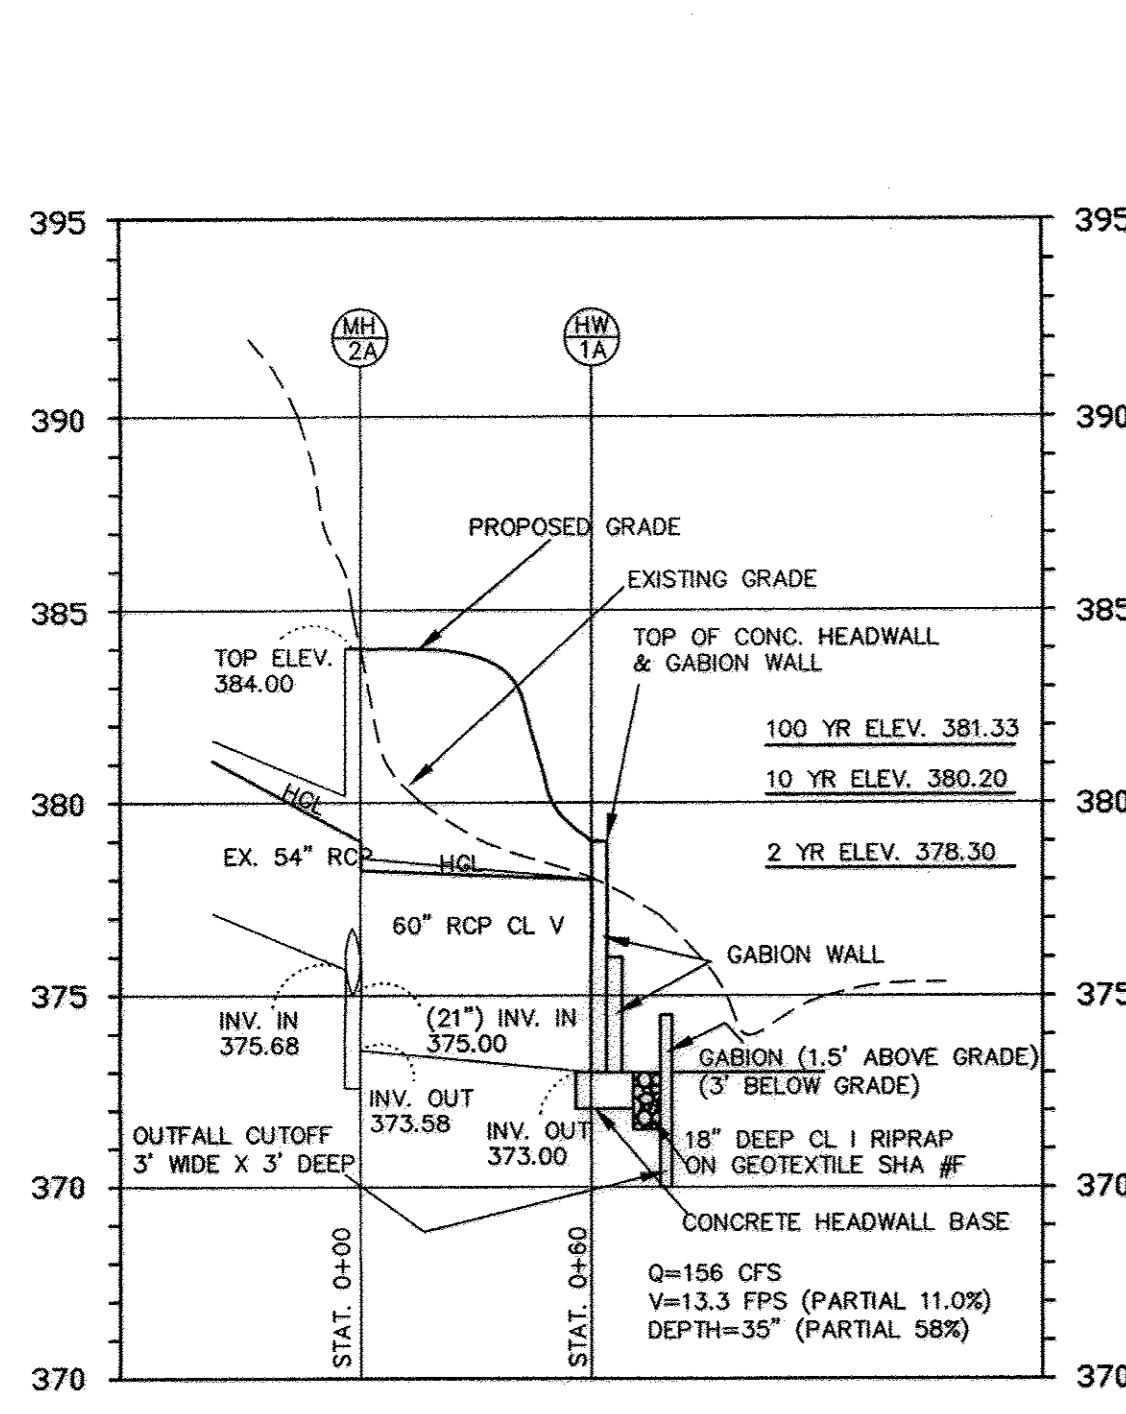 395
395
MH
2A
HW
1A
390
390
PROPOSED GRADE
EXISTING GRADE
385
385
TOP OF CONC. HEADWALL
& GABION WALL
TOP ELEV.
384.00
100 YR ELEV. 381.33
10 YR ELEV. 380.20
HGL
380
380
2 YR ELEV. 378.30
EX. 54" RCP
HGL
60" RCP CL V
GABION WALL
375
375
INV. IN
375.68
(21") INV. IN
375.00
GABION (1.5' ABOVE GRADE)
(3' BELOW GRADE)
INV. OUT
373.58
INV. OUT
373.00
OUTFALL CUTOFF
3' WIDE X 3' DEEP
18" DEEP CL I RIPRAP
ON GEOTEXTILE SHA #F
370
370
CONCRETE HEADWALL BASE
STAT. 0+00
STAT. 0+60
Q=156 CFS
V=13.3 FPS (PARTIAL 11.0%)
DEPTH=35" (PARTIAL 58%)
370
370